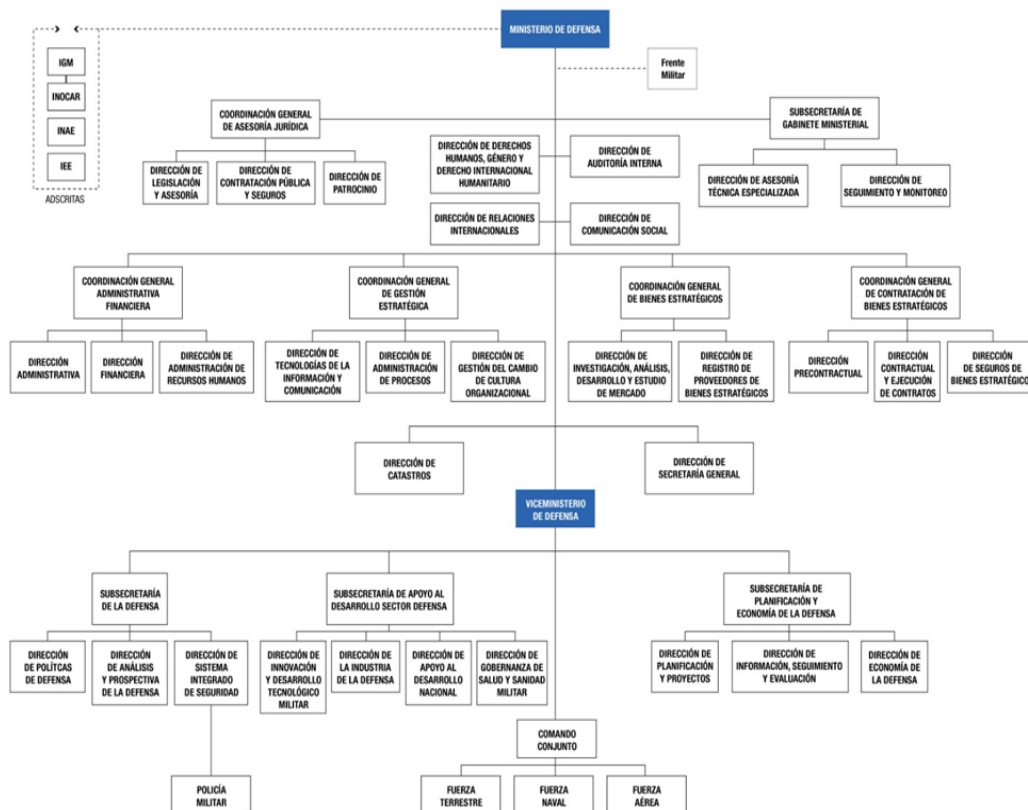 MINISTERIO DE DEFENSA
IGM
INOCAR
INAE
IEE
ADSCRITAS
Frente
Militar
COORDINACIÓN GENERAL
DE ASESORÍA JURÍDICA
SUBSECRETARÍA DE
GABINETE MINISTERIAL
DIRECCIÓN DE
LEGISLACIÓN
Y ASESORÍA
DIRECCIÓN DE
CONTRATACIÓN PÚBLICA
Y SEGUROS
DIRECCIÓN DE
PATROCINIO
DIRECCIÓN DE DERECHOS
HUMANOS, GÉNERO Y
DERECHO INTERNACIONAL
HUMANITARIO
DIRECCIÓN DE
AUDITORÍA INTERNA
DIRECCIÓN DE ASESORÍA
TÉCNICA ESPECIALIZADA
DIRECCIÓN DE
SEGUIMIENTO Y MONITOREO
DIRECCIÓN DE RELACIONES
INTERNACIONALES
DIRECCIÓN DE
COMUNICACIÓN SOCIAL
COORDINACIÓN GENERAL
ADMINISTRATIVA
FINANCIERA
COORDINACIÓN GENERAL
DE GESTIÓN
ESTRATÉGICA
COORDINACIÓN GENERAL
DE BIENES ESTRATÉGICOS
COORDINACIÓN GENERAL
DE CONTRATACIÓN DE
BIENES ESTRATÉGICOS
DIRECCIÓN
ADMINISTRATIVA
DIRECCIÓN
FINANCIERA
DIRECCIÓN DE
ADMINISTRACIÓN DE
RECURSOS HUMANOS
DIRECCIÓN DE
TECNOLOGÍAS DE LA
INFORMACIÓN Y
COMUNICACIÓN
DIRECCIÓN DE
ADMINISTRACIÓN
DE PROCESOS
DIRECCIÓN DE
GESTIÓN DEL CAMBIO
DE CULTURA
ORGANIZACIONAL
DIRECCIÓN DE
INVESTIGACIÓN, ANÁLISIS,
DESARROLLO Y ESTUDIO
DE MERCADO
DIRECCIÓN DE
REGISTRO DE
PROVEEDORES DE
BIENES ESTRATÉGICOS
DIRECCIÓN
PRECONTRACTUAL
DIRECCIÓN
CONTRACTUAL
Y EJECUCIÓN DE
CONTRATOS
DIRECCIÓN
DE SEGUROS DE
BIENES ESTRATÉGICOS
DIRECCIÓN DE
CATASTROS
DIRECCIÓN DE
SECRETARÍA GENERAL
VICEMINISTERIO
DE DEFENSA
SUBSECRETARÍA
DE LA DEFENSA
SUBSECRETARÍA DE APOYO AL
DESARROLLO SECTOR DEFENSA
SUBSECRETARÍA DE
PLANIFICACIÓN Y
ECONOMÍA DE LA DEFENSA
DIRECCIÓN
DE POLÍTCAS
DE DEFENSA
DIRECCIÓN
DE ANÁLISIS
Y PROSPECTIVA
DE LA DEFENSA
DIRECCIÓN DE
SISTEMA
INTEGRADO
DE SEGURIDAD
DIRECCIÓN DE
INNOVACIÓN
Y DESARROLLO
TECNOLÓGICO
MILITAR
DIRECCIÓN DE
LA INDUSTRIA
DE LA DEFENSA
DIRECCIÓN DE
APOYO AL
DESARROLLO
NACIONAL
DIRECCIÓN DE
GOBERNANZA DE
SALUD Y SANIDAD
MILITAR
DIRECCIÓN DE
PLANIFICACIÓN
Y PROYECTOS
DIRECCIÓN DE
INFORMACIÓN, SEGUIMIENTO
Y EVALUACIÓN
DIRECCIÓN DE
ECONOMÍA DE
LA DEFENSA
COMANDO
CONJUNTO
POLICÍA
MILITAR
FUERZA
TERRESTRE
FUERZA
NAVAL
FUERZA
AÉREA